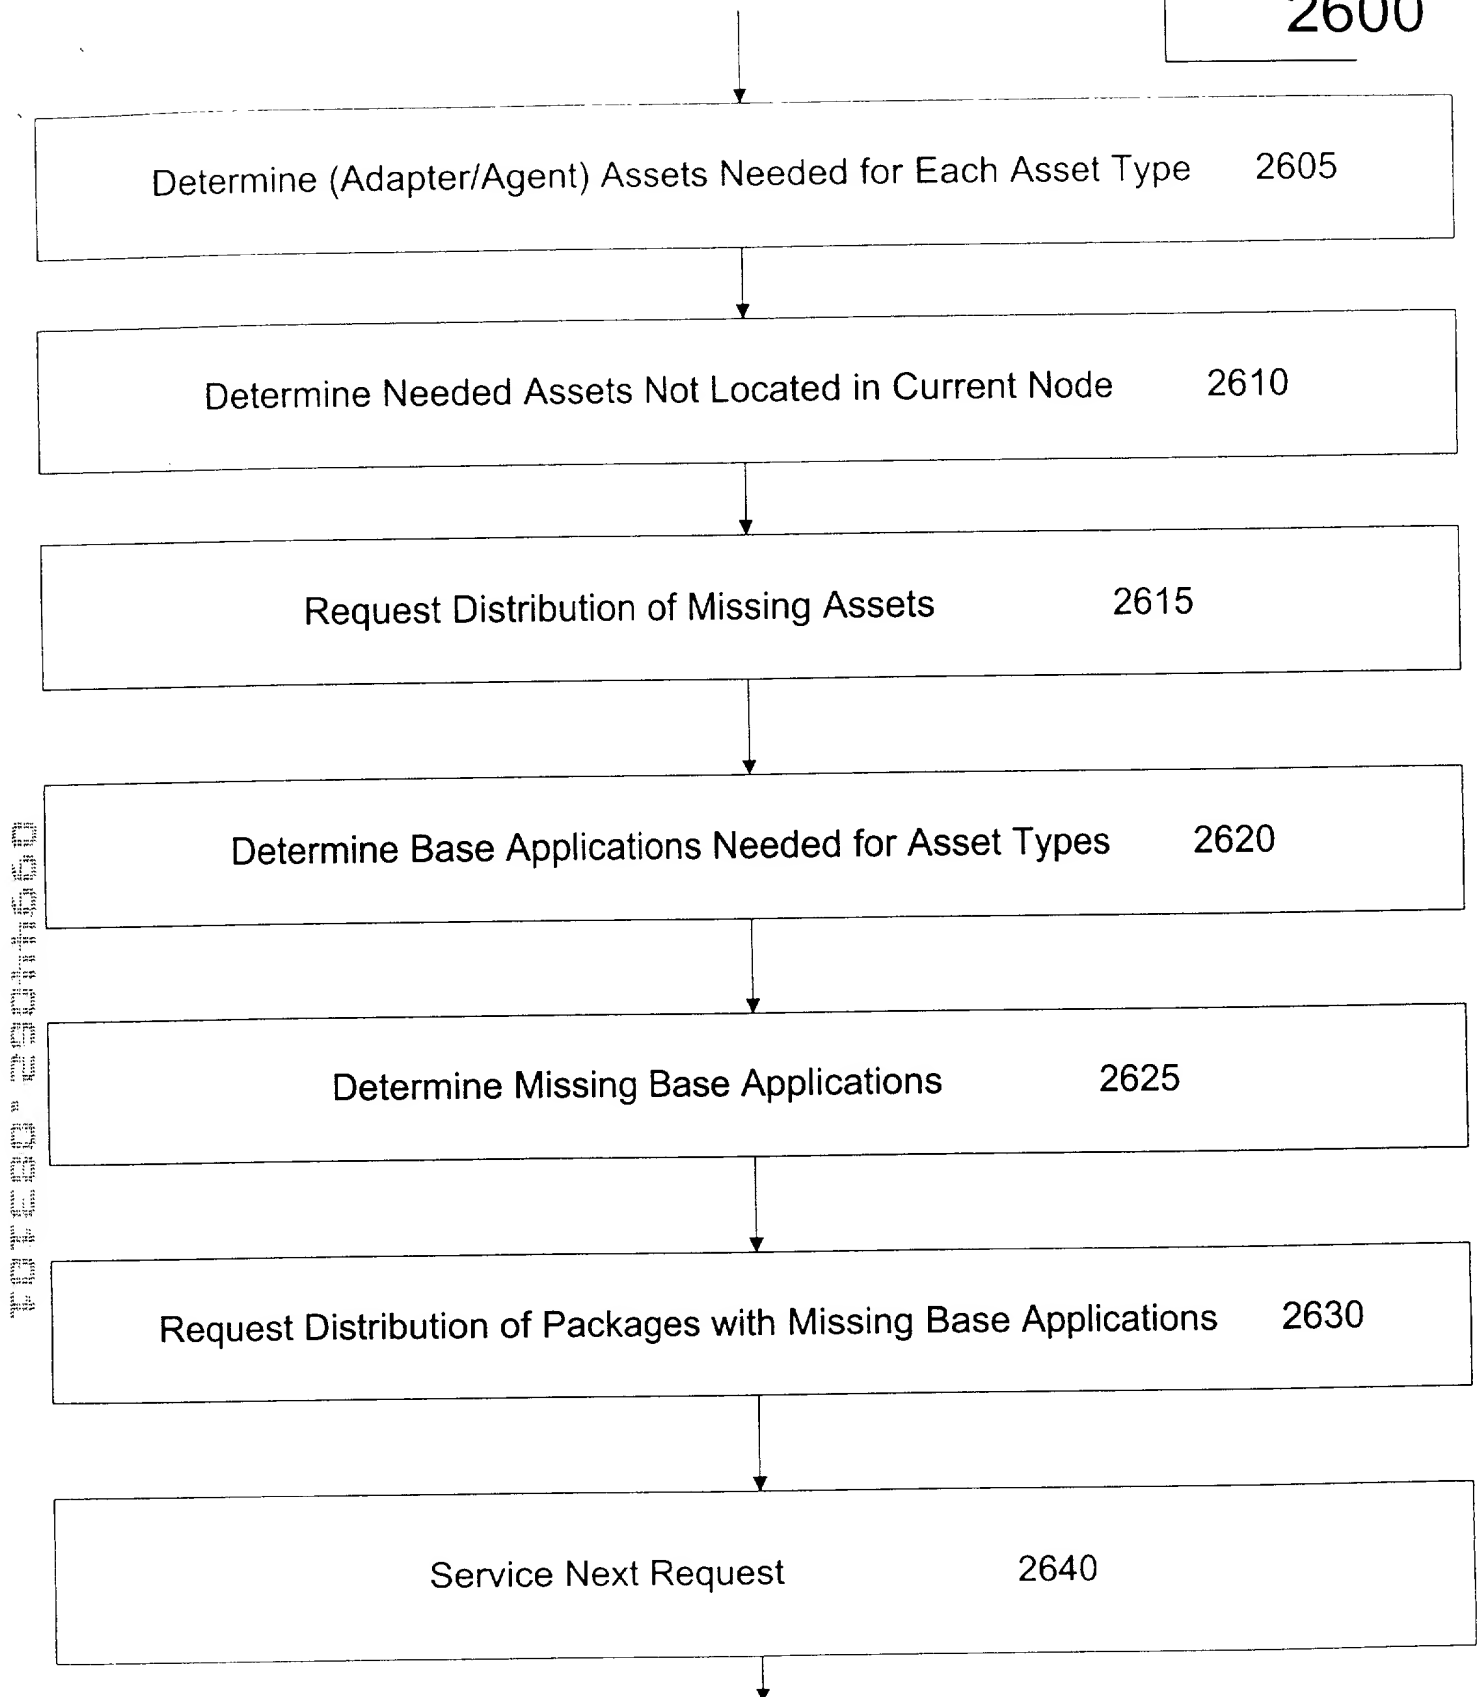 2600
Determine (Adapter/Agent) Assets Needed for Each Asset Type 2605
Determine Needed Assets Not Located in Current Node 2610
Request Distribution of Missing Assets 2615
Determine Base Applications Needed for Asset Types 2620
Determine Missing Base Applications 2625
Request Distribution of Packages with Missing Base Applications 2630
Service Next Request 2640